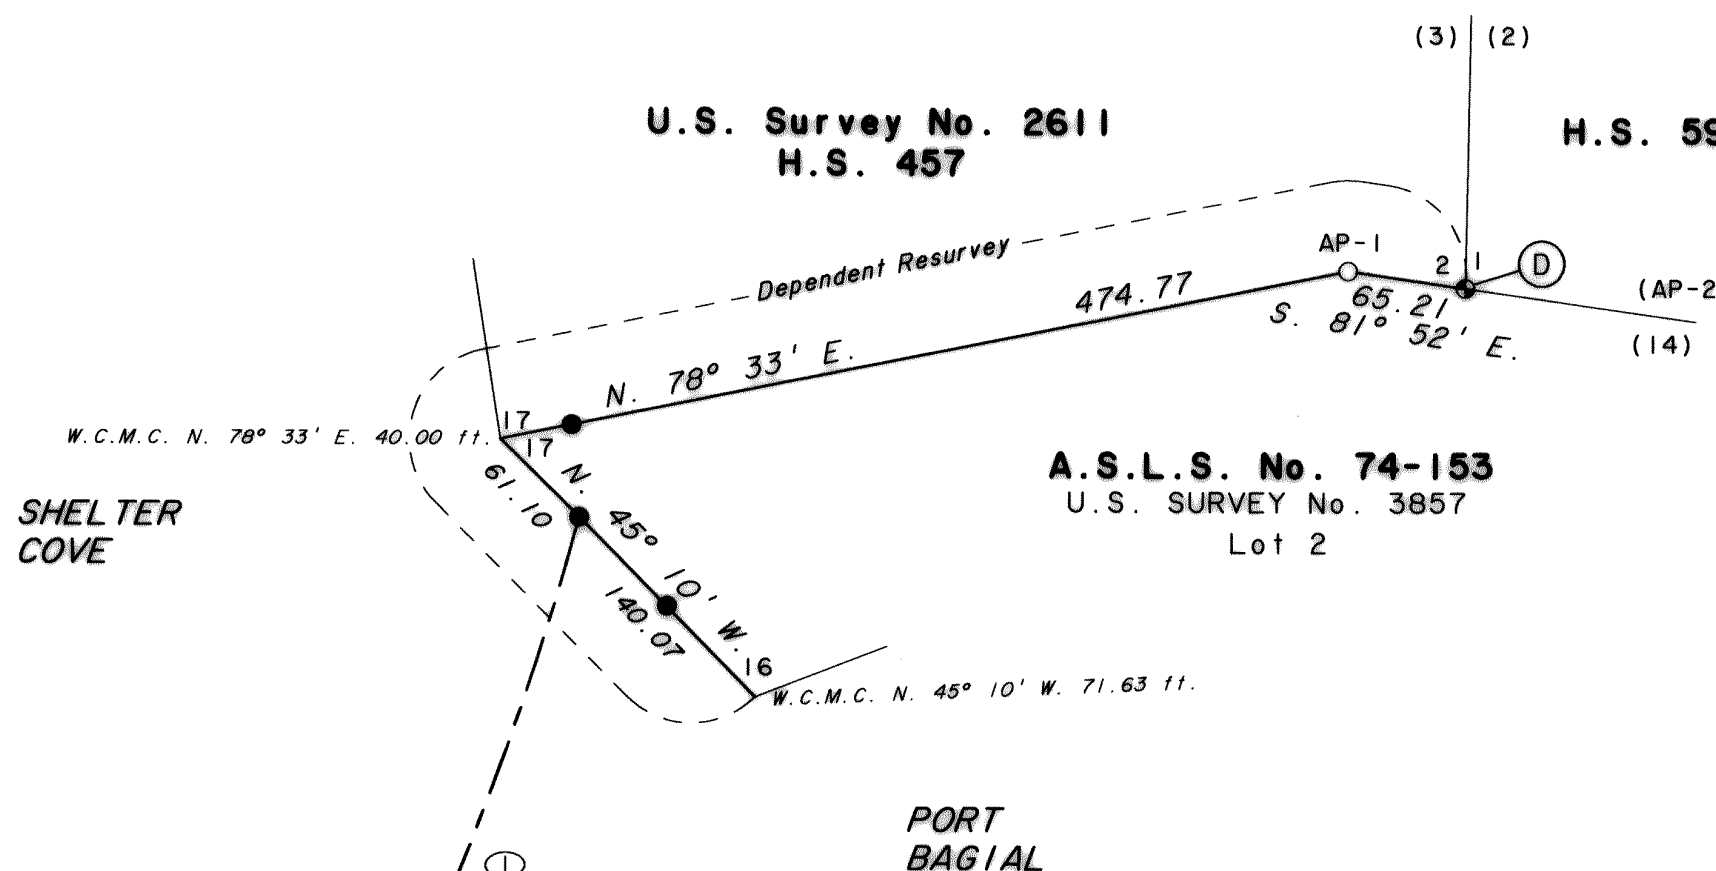 (3) (2)
U.S. Survey No. 2611
H.S. 457
H.S. 59
Dependent Resurvey
AP-1
2 1
D
(AP-2
(14)
474.77
65.21
S. 81° 52' E.
N. 78° 33' E.
17
17
W.C.M.C. N. 78° 33' E. 40.00 ft.
61.10
N. 45° 10' W.
140.07
16
W.C.M.C. N. 45° 10' W. 71.63 ft.
A.S.L.S. No. 74-153
U.S. SURVEY No. 3857
Lot 2
SHELTER
COVE
PORT
BAGIAL
1